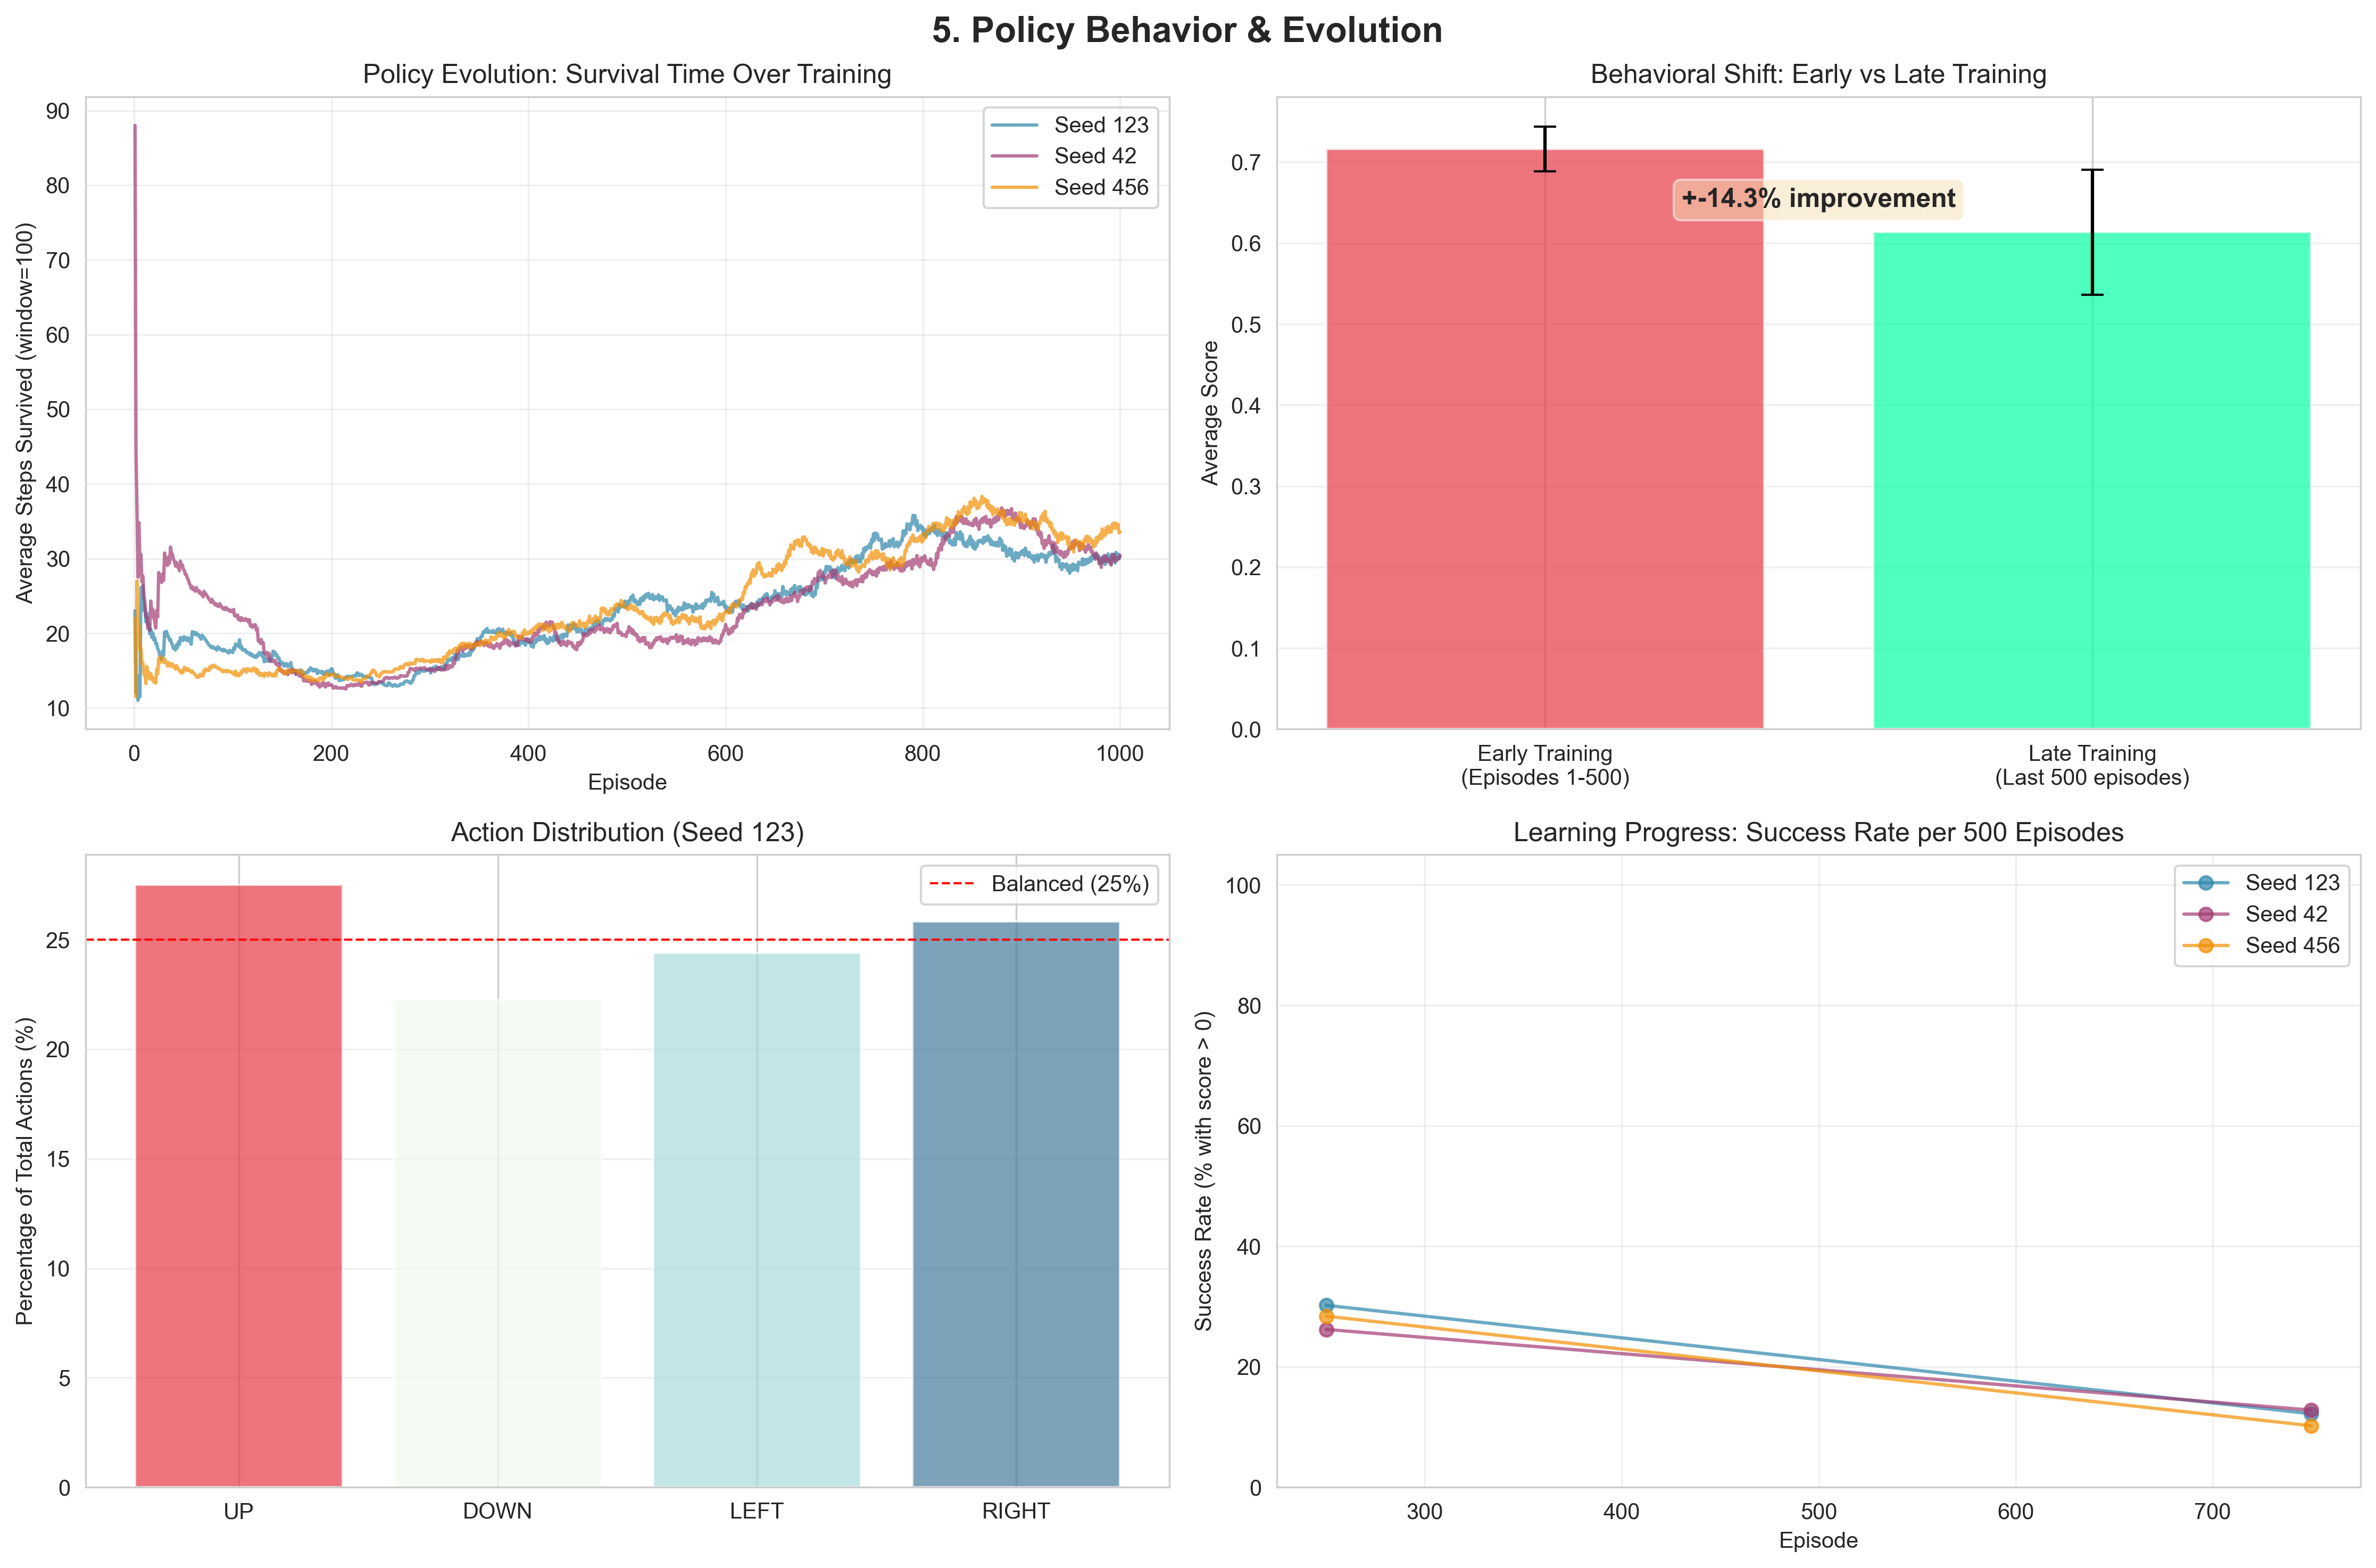 5. Policy Behavior & Evolution
Policy Evolution: Survival Time Over Training
Average Steps Survived (window=100)
90
80
70
60
50
40
30
20
10
0
200
400
600
800
1000
Episode
Seed 123
Seed 42
Seed 456
Behavioral Shift: Early vs Late Training
Average Score
0.7
0.6
0.5
0.4
0.3
0.2
0.1
0.0
+-14.3% improvement
Early Training
(Episodes 1-500)
Late Training
(Last 500 episodes)
Action Distribution (Seed 123)
Percentage of Total Actions (%)
25
20
15
10
5
0
Balanced (25%)
UP
DOWN
LEFT
RIGHT
Learning Progress: Success Rate per 500 Episodes
Success Rate (% with score > 0)
100
80
60
40
20
0
Seed 123
Seed 42
Seed 456
300
400
500
600
700
Episode